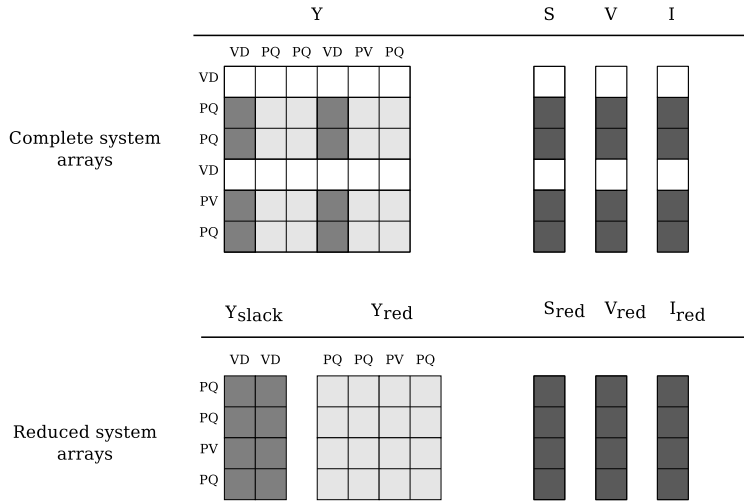 Y S V I
VD PQ PQ VD PV PQ
VD
PQ
PQ
VD
PV
PQ
Complete system
arrays
Yslack Yred Sred Vred Ired
VD VD PQ PQ PV PQ
PQ
PQ
PV
PQ
Reduced system
arrays